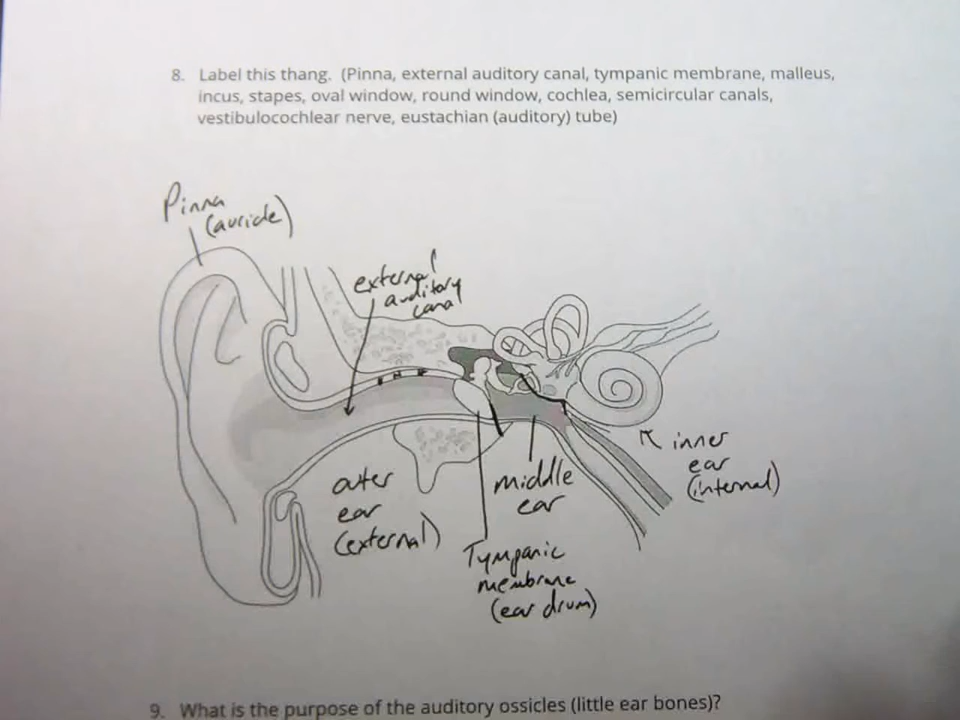 8. Label this thang. (Pinna, external auditory canal, tympanic membrane, malleus,
incus, stapes, oval window, round window, cochlea, semicircular canals,
vestibulocochlear nerve, eustachian (auditory) tube)
Pinna
(auricle)
external
auditory
canal
outer
ear
(external)
middle
ear
inner
ear
(internal)
Tympanic
membrane
(ear drum)
9. What is the purpose of the auditory ossicles (little ear bones)?